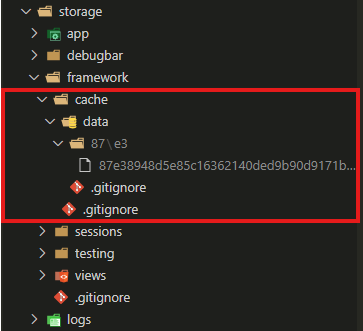 storage
app
debugbar
framework
cache
data
87\e3
87e38948d5e85c16362140ded9b90d9171b...
.gitignore
.gitignore
sessions
testing
views
.gitignore
logs